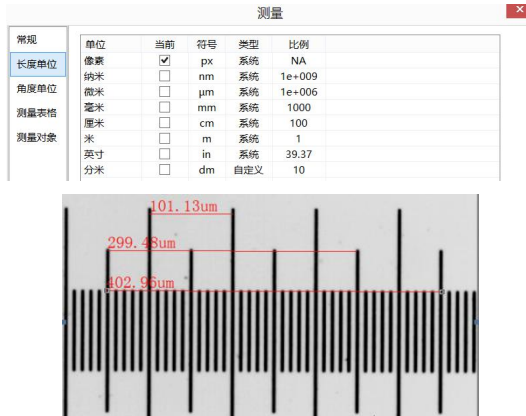 测量
常规
长度单位
角度单位
测量表格
测量对象
单位 当前 符号 类型 比例
像素 px 系统 NA
纳米 nm 系统 1e+009
微米 μm 系统 1e+006
毫米 mm 系统 1000
厘米 cm 系统 100
米 m 系统 1
英寸 in 系统 39.37
分米 dm 自定义 10
101.13um
299.48um
402.96um